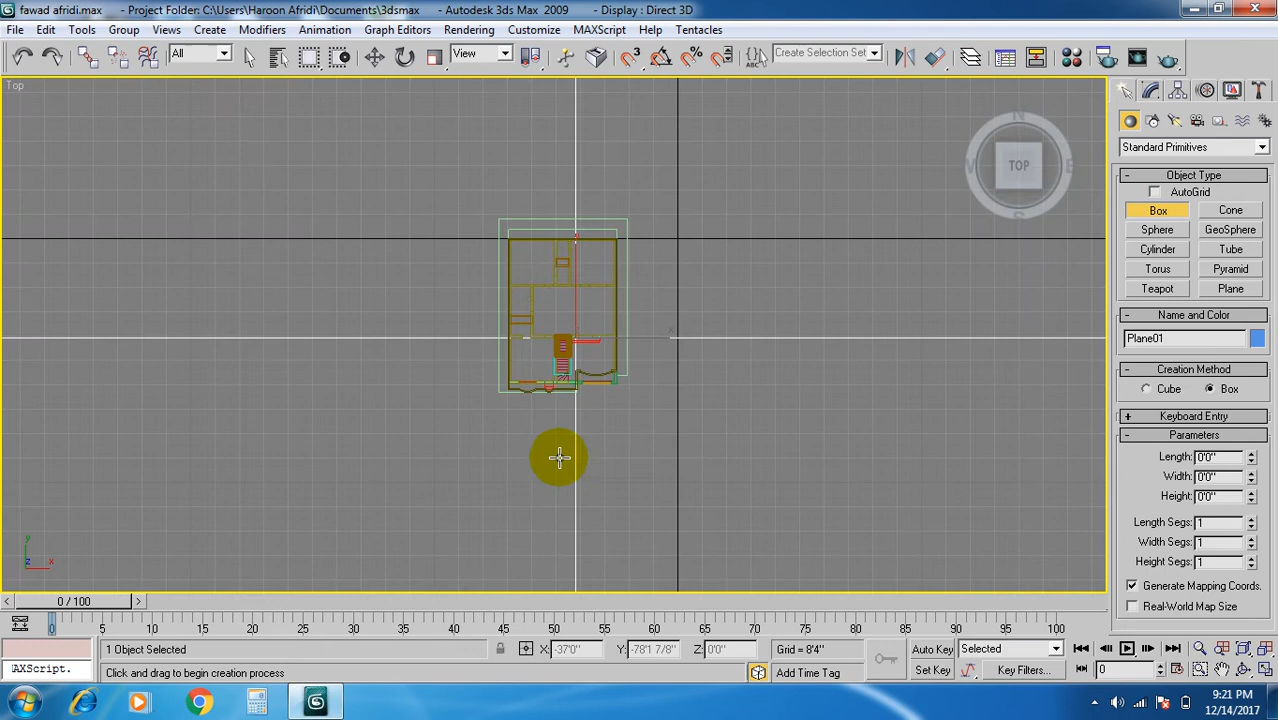 fawad afridi.max - Project Folder: C:\Users\Haroon Afridi\Documents\3dsmax - Autodesk 3ds Max 2009 - Display : Direct 3D
File Edit Tools Group Views Create Modifiers Animation Graph Editors Rendering Customize MAXScript Help Tentacles
All View 3 % ABC Create Selection Set
Top
N
TOP
Standard Primitives
- Object Type
AutoGrid
Box Cone
Sphere GeoSphere
Cylinder Tube
Torus Pyramid
Teapot Plane
- Name and Color
Plane01
- Creation Method
Cube Box
+ Keyboard Entry
- Parameters
Length: 0'0"
Width: 0'0"
Height: 0'0"
Length Segs: 1
Width Segs: 1
Height Segs: 1
Generate Mapping Coords.
Real-World Map Size
x
y
z x
< 0 / 100 >
0 5 10 15 20 25 30 35 40 45 50 55 60 65 70 75 80 85 90 95 100
1 Object Selected X: -37'0" Y: -78'1 7/8" Z: 0'0" Grid = 8'4" Auto Key Selected
AXScript. Click and drag to begin creation process Add Time Tag Set Key Key Filters... 0
9:21 PM
12/14/2017